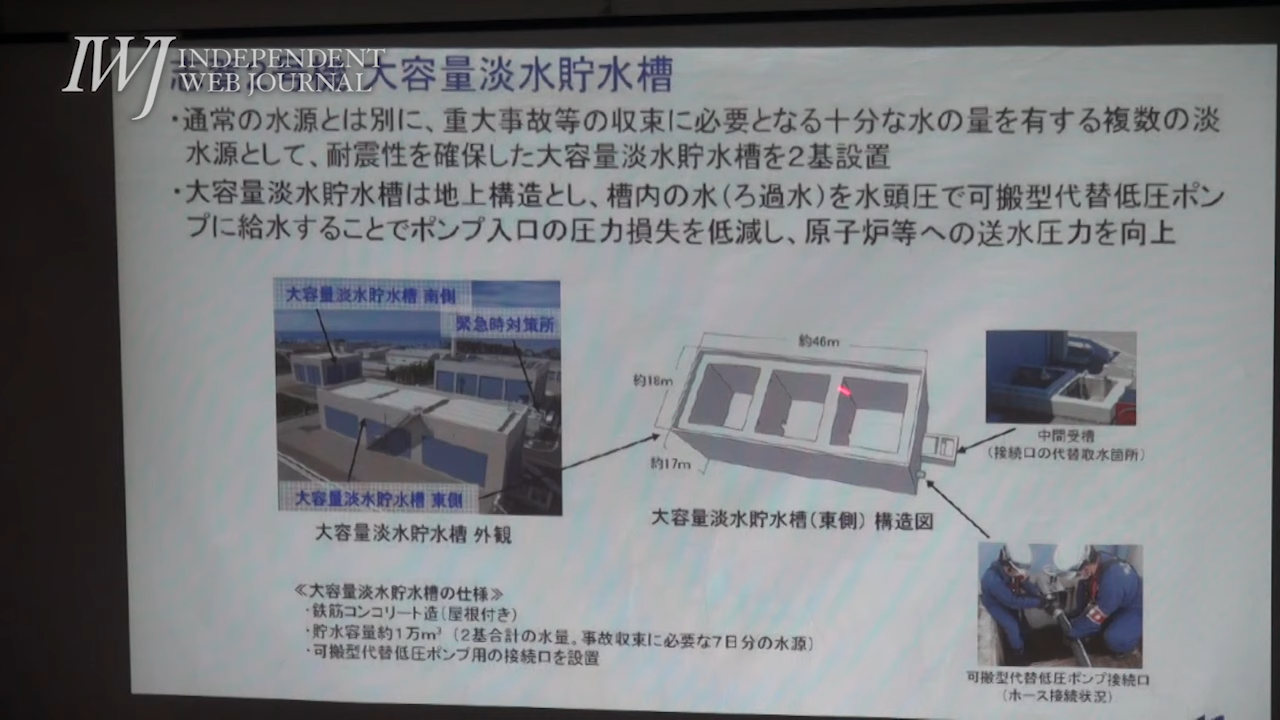 IWJ INDEPENDENT
WEB JOURNAL
大容量淡水貯水槽
・通常の水源とは別に、重大事故等の収束に必要となる十分な水の量を有する複数の淡
水源として、耐震性を確保した大容量淡水貯水槽を2基設置
・大容量淡水貯水槽は地上構造とし、槽内の水(ろ過水)を水頭圧で可搬型代替低圧ポン
プに給水することでポンプ入口の圧力損失を低減し、原子炉等への送水圧力を向上
大容量淡水貯水槽 南側
緊急時対策所
大容量淡水貯水槽 東側
大容量淡水貯水槽 外観
約46m
約18m
約17m
大容量淡水貯水槽(東側) 構造図
中間受槽
(接続口の代替取水箇所)
可搬型代替低圧ポンプ接続口
(ホース接続状況)
≪大容量淡水貯水槽の仕様≫
・鉄筋コンクリート造(屋根付き)
・貯水容量約1万m³ (2基合計の水量。事故収束に必要な7日分の水源)
・可搬型代替低圧ポンプ用の接続口を設置